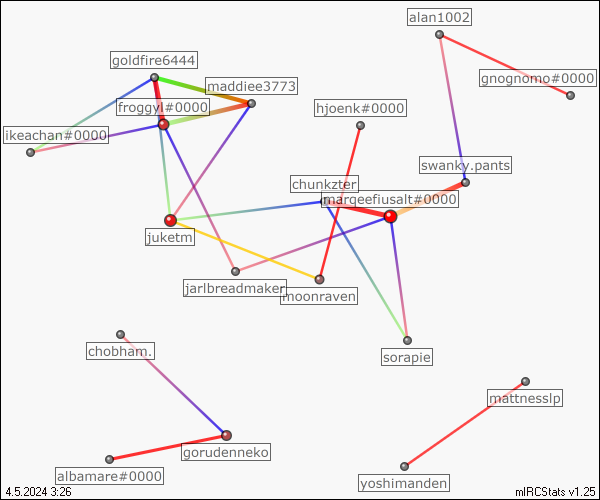 alan1002
goldfire6444
gnognomo#0000
maddiee3773
froggyl#0000
hjoenk#0000
ikeachan#0000
swanky.pants
chunkzter
marqeefiusalt#0000
juketm
jarlbreadmaker
moonraven
chobham.
sorapie
mattnesslp
gorudenneko
albamare#0000
yoshimanden
4.5.2024 3:26
mIRCStats v1.25